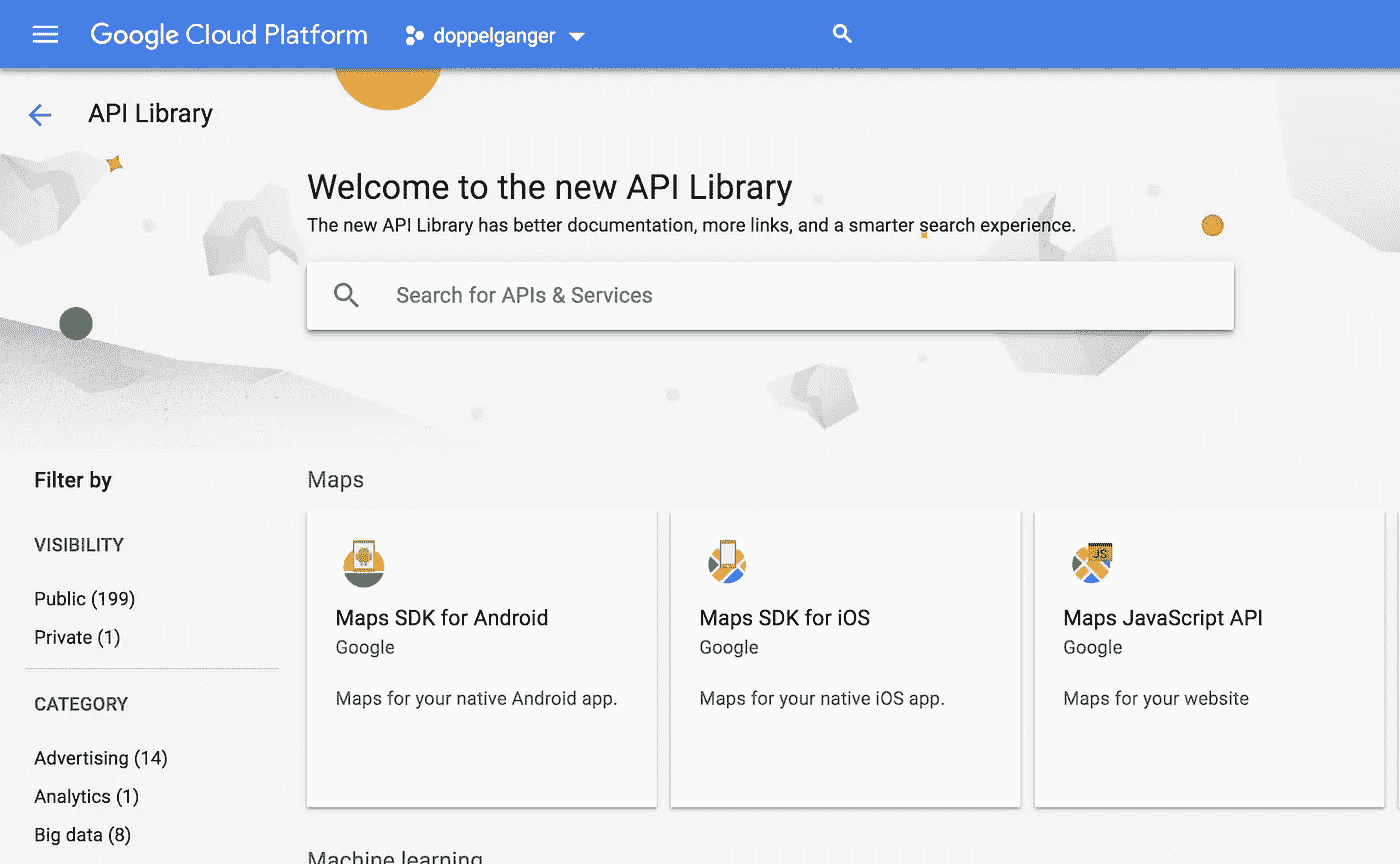 Google Cloud Platform
doppelganger
API Library
Welcome to the new API Library
The new API Library has better documentation, more links, and a smarter search experience.
Search for APIs & Services
Filter by
VISIBILITY
Public (199)
Private (1)
CATEGORY
Advertising (14)
Analytics (1)
Big data (8)
Maps
Maps SDK for Android
Google
Maps for your native Android app.
Maps SDK for iOS
Google
Maps for your native iOS app.
JS
Maps JavaScript API
Google
Maps for your website
Machine learning